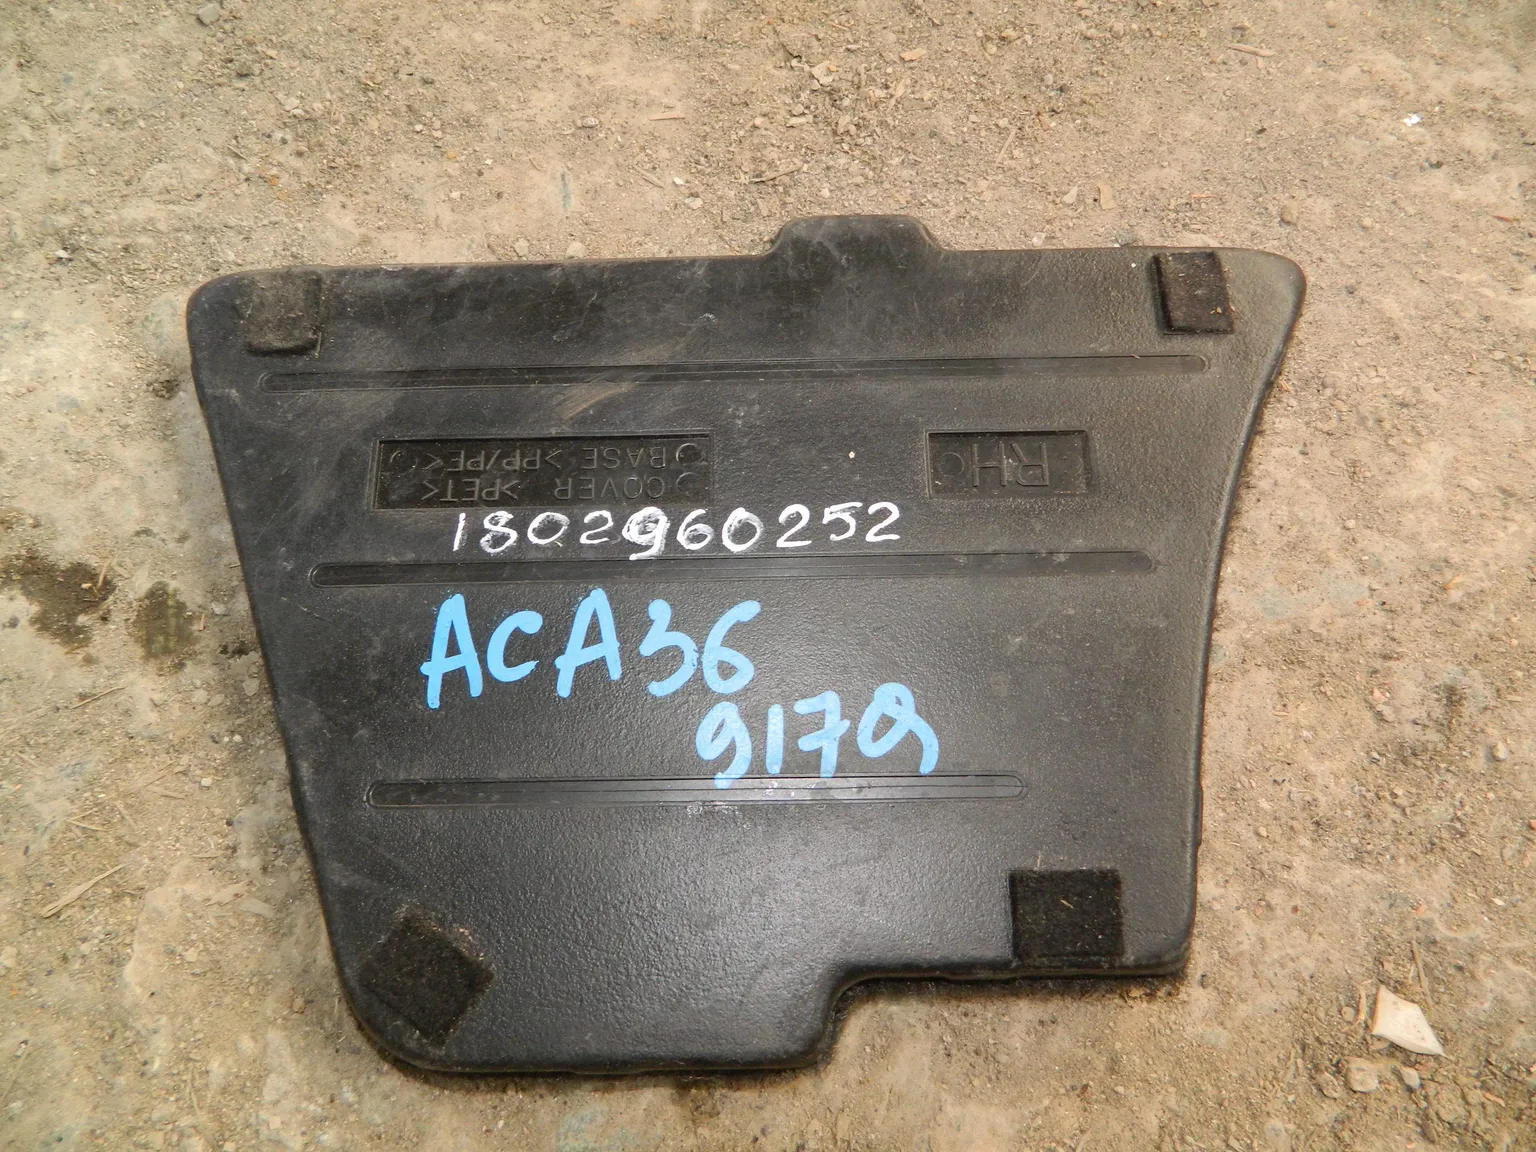 COVER >PET<
BASE >PP/PE<
RH
1802960252
ACA36
9179